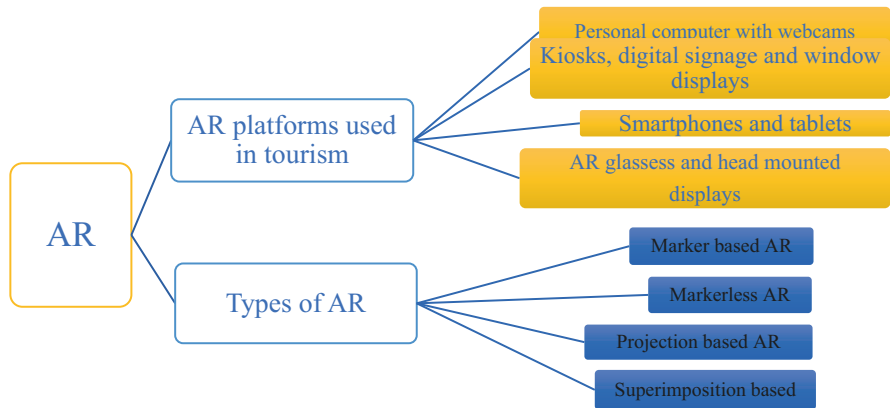 AR
AR platforms used
in tourism
Personal computer with webcams
Kiosks, digital signage and window
displays
Smartphones and tablets
AR glassess and head mounted
displays
Types of AR
Marker based AR
Markerless AR
Projection based AR
Superimposition based